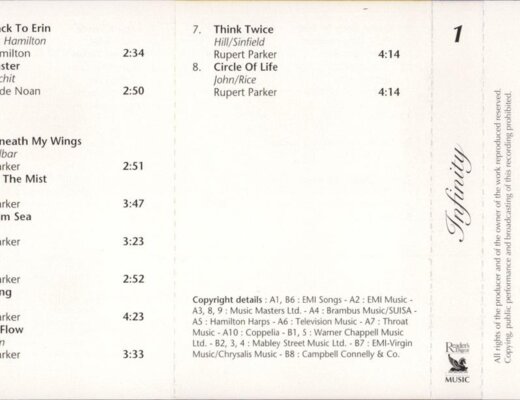 ck To Erin
Hamilton
milton 2:34
ster
chit
de Noan 2:50
neath My Wings
lbar
arker 2:51
The Mist
arker 3:47
m Sea
arker 3:23
arker 2:52
ng
arker 4:23
Flow
n
arker 3:33
7. Think Twice
Hill/Sinfield
Rupert Parker 4:14
8. Circle Of Life
John/Rice
Rupert Parker 4:14
Copyright details : A1, B6 : EMI Songs - A2 : EMI Music -
A3, 8, 9 : Music Masters Ltd. - A4 : Brambus Music/SUISA -
A5 : Hamilton Harps - A6 : Television Music - A7 : Throat
Music - A10 : Coppelia - B1, 5 : Warner Chappell Music
Ltd. - B2, 3, 4 : Mabley Street Music Ltd. - B7 : EMI-Virgin
Music/Chrysalis Music - B8 : Campbell Connelly & Co.
1
Infinity
Reader's
Digest
MUSIC
All rights of the producer and of the owner of the work reproduced reserved.
Copying, public performance and broadcasting of this recording prohibited.